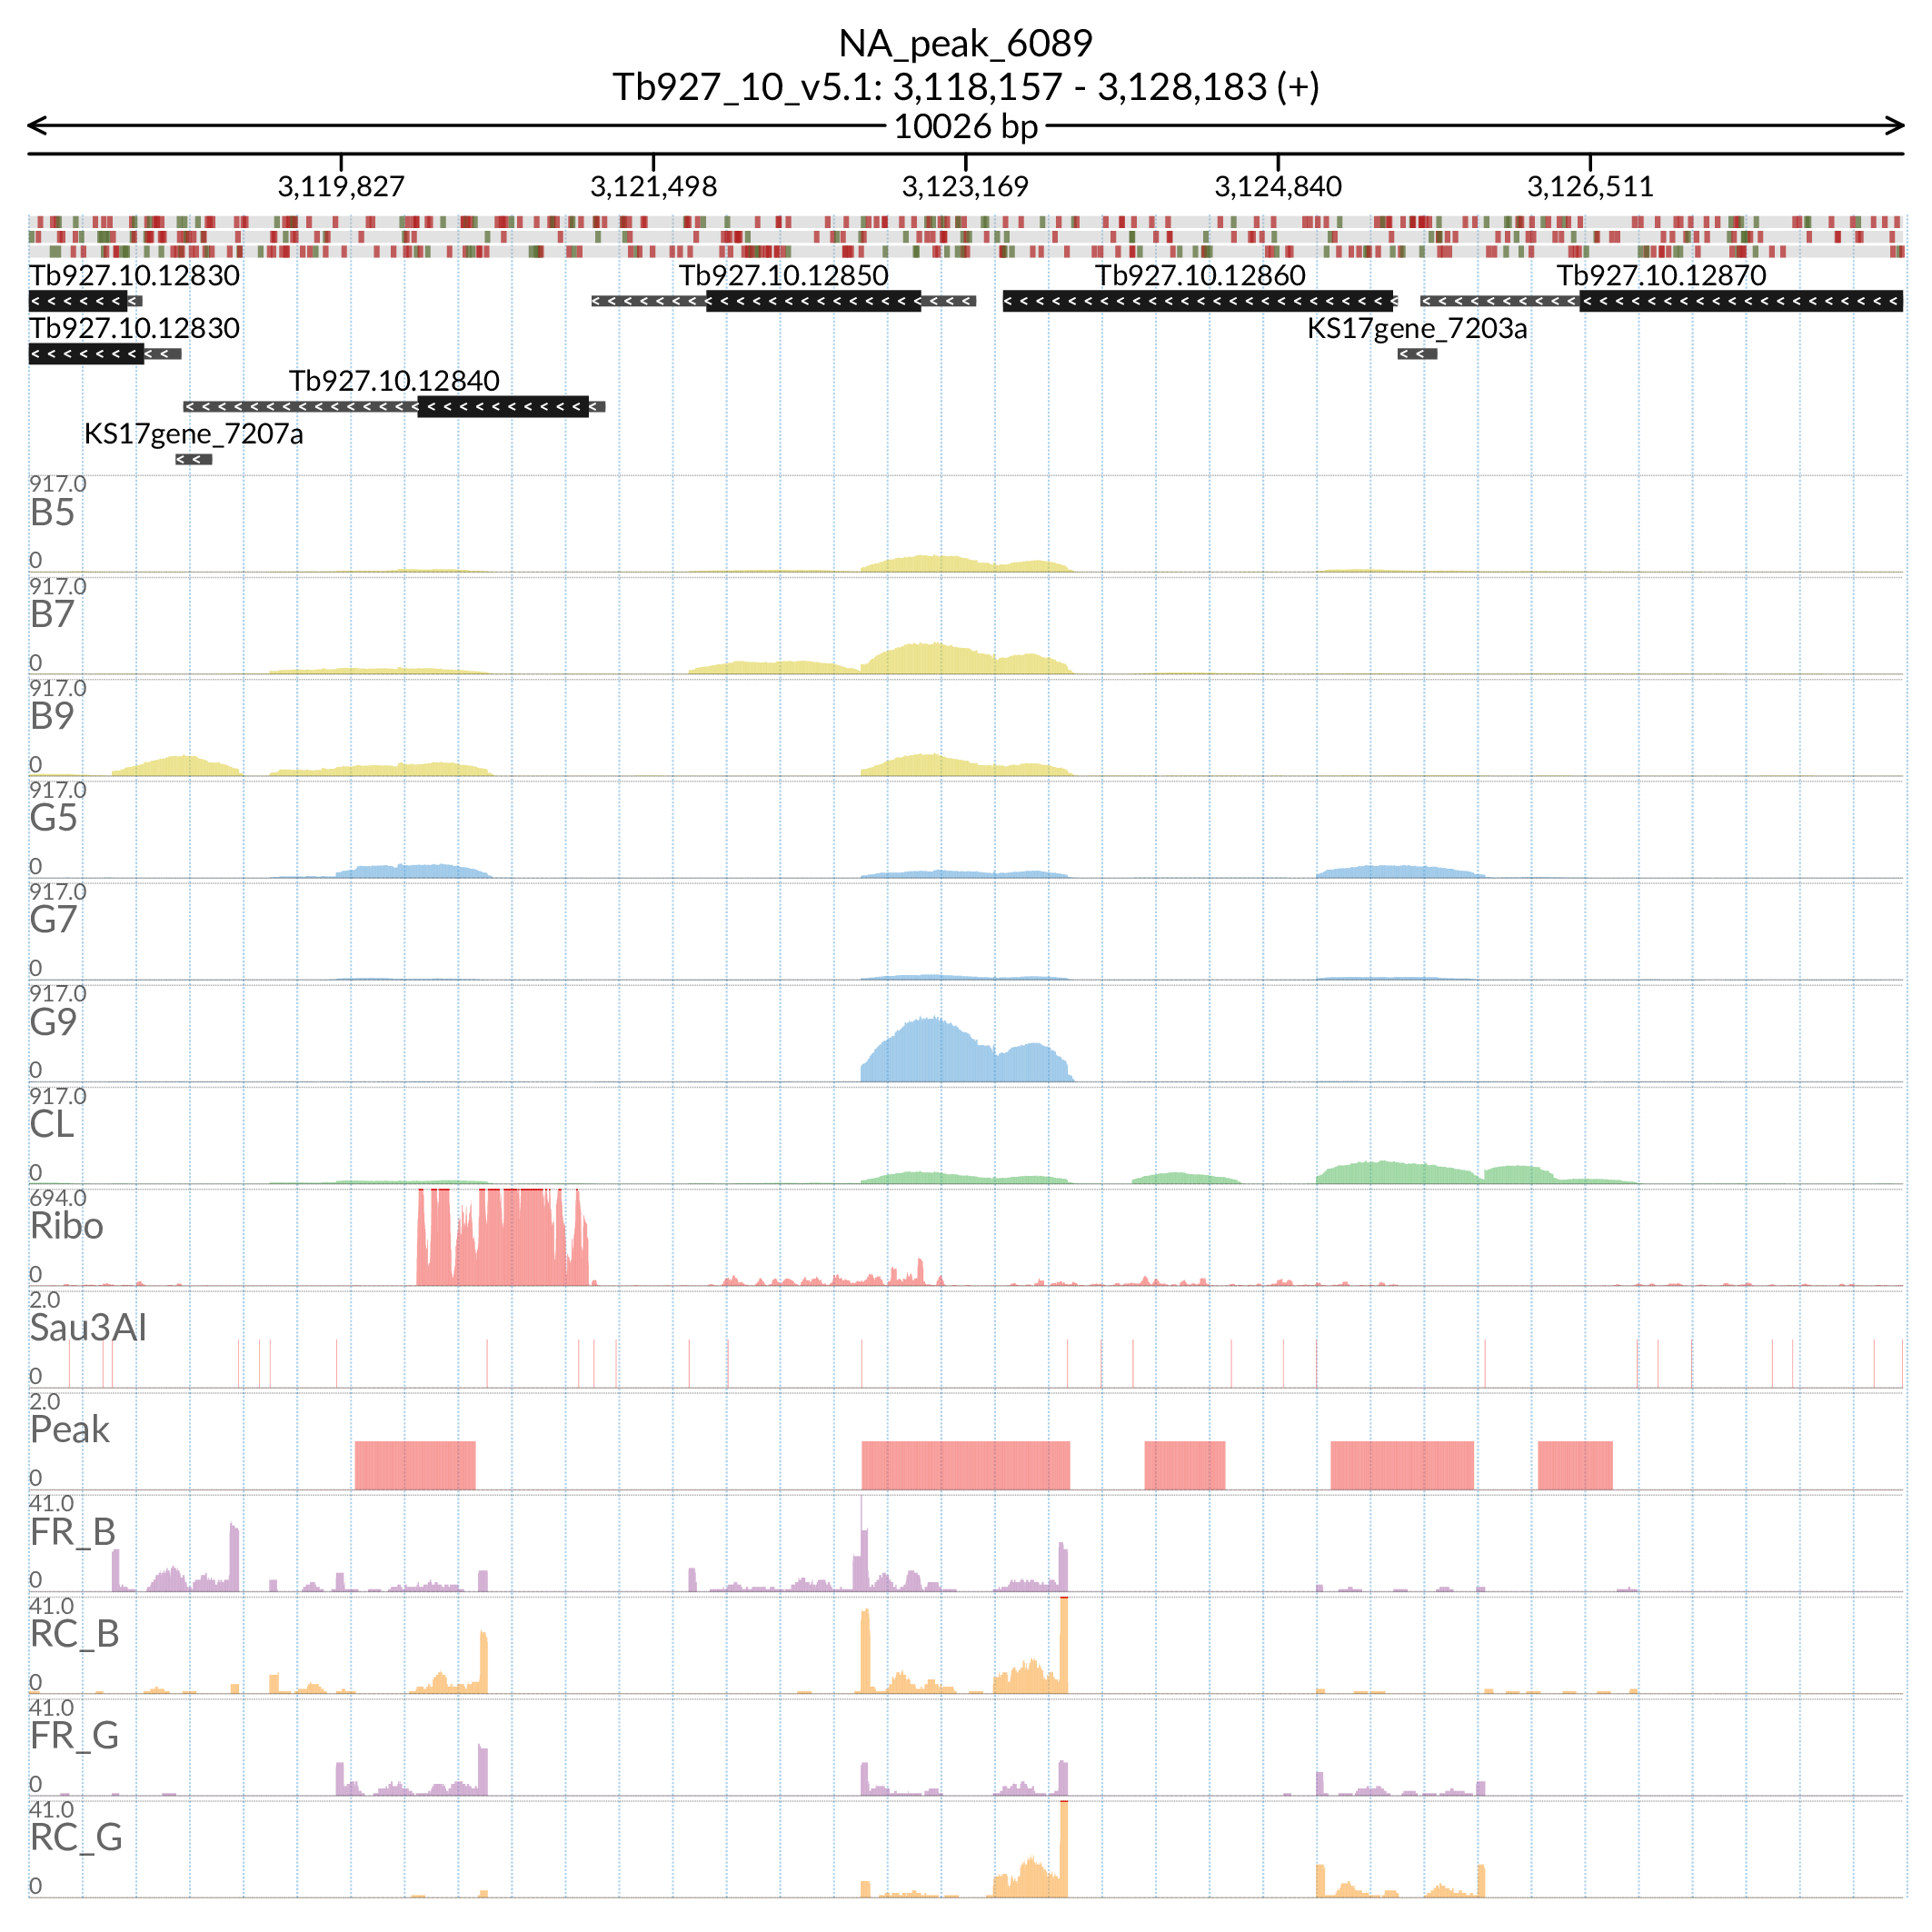 NA_peak_6089
Tb927_10_v5.1: 3,118,157 - 3,128,183 (+)
10026 bp
3,119,827 3,121,498 3,123,169 3,124,840 3,126,511
Tb927.10.12830 Tb927.10.12850 Tb927.10.12860 Tb927.10.12870
Tb927.10.12830 KS17gene_7203a
Tb927.10.12840
KS17gene_7207a
917.0
B5
0
917.0
B7
0
917.0
B9
0
917.0
G5
0
917.0
G7
0
917.0
G9
0
917.0
CL
0
694.0
Ribo
0
2.0
Sau3AI
0
2.0
Peak
0
41.0
FR_B
0
41.0
RC_B
0
41.0
FR_G
0
41.0
RC_G
0